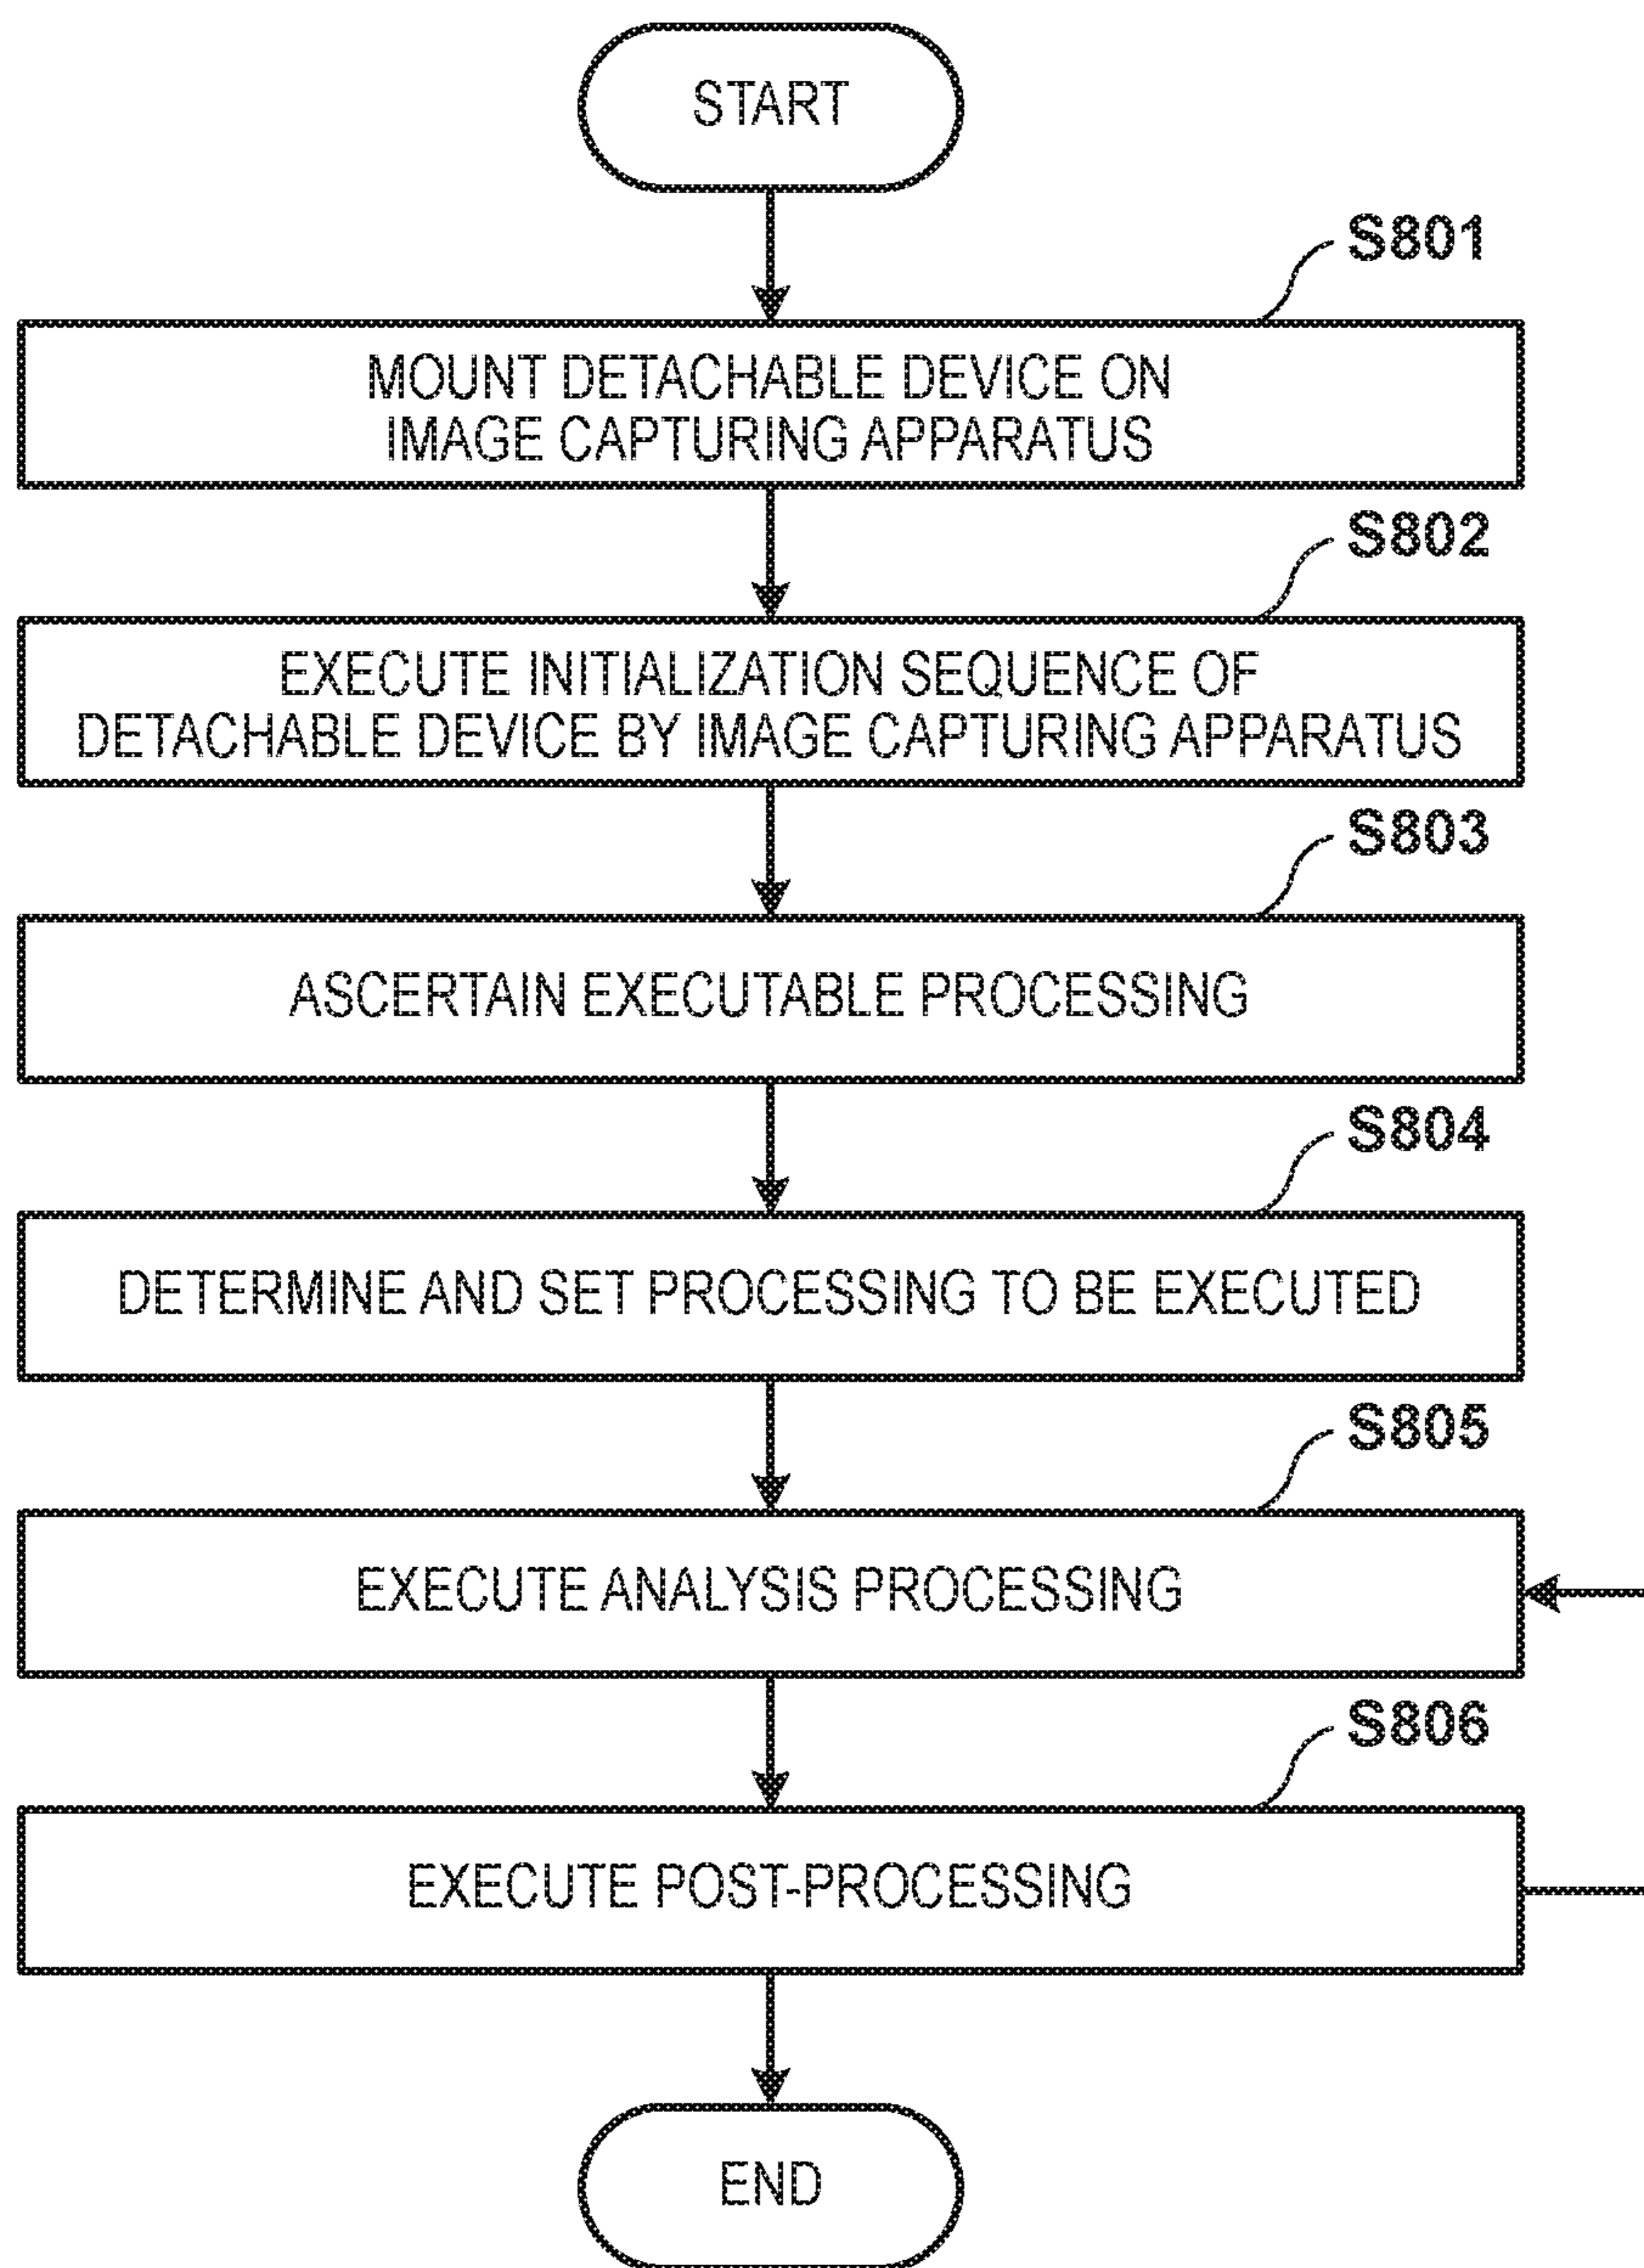 START
S801
MOUNT DETACHABLE DEVICE ON
IMAGE CAPTURING APPARATUS
S802
EXECUTE INITIALIZATION SEQUENCE OF
DETACHABLE DEVICE BY IMAGE CAPTURING APPARATUS
S803
ASCERTAIN EXECUTABLE PROCESSING
S804
DETERMINE AND SET PROCESSING TO BE EXECUTED
S805
EXECUTE ANALYSIS PROCESSING
S806
EXECUTE POST-PROCESSING
END